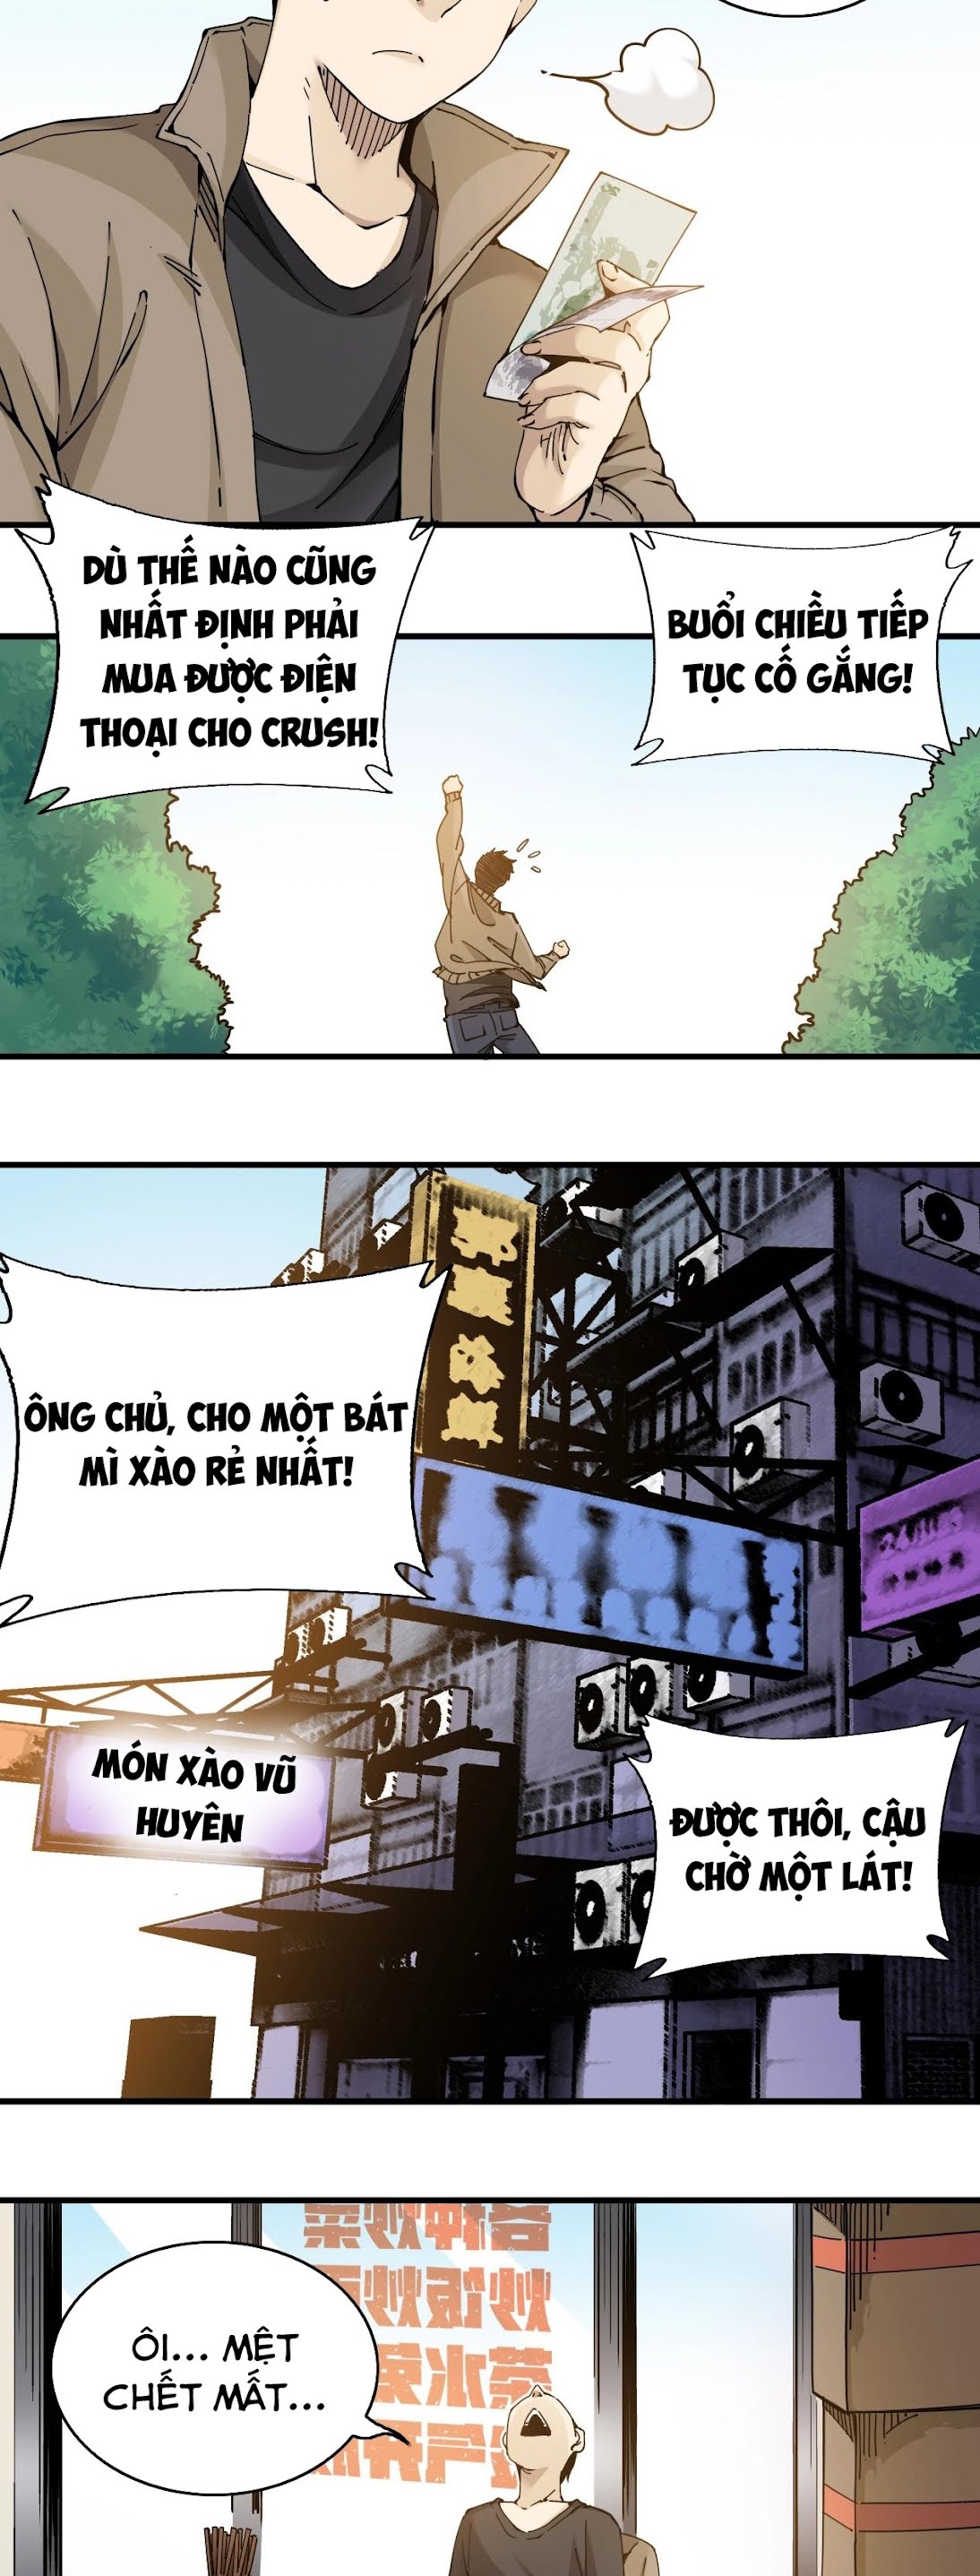 DÙ THẾ NÀO CŨNG
NHẤT ĐỊNH PHẢI
MUA ĐƯỢC ĐIỆN
THOẠI CHO CRUSH!
BUỔI CHIỀU TIẾP
TỤC CỐ GẮNG!
ÔNG CHỦ, CHO MỘT BÁT
MÌ XÀO RẺ NHẤT!
MÓN XÀO VŨ
HUYÊN
ĐƯỢC THÔI, CẬU
CHỜ MỘT LÁT!
ÔI... MỆT
CHẾT MẤT...